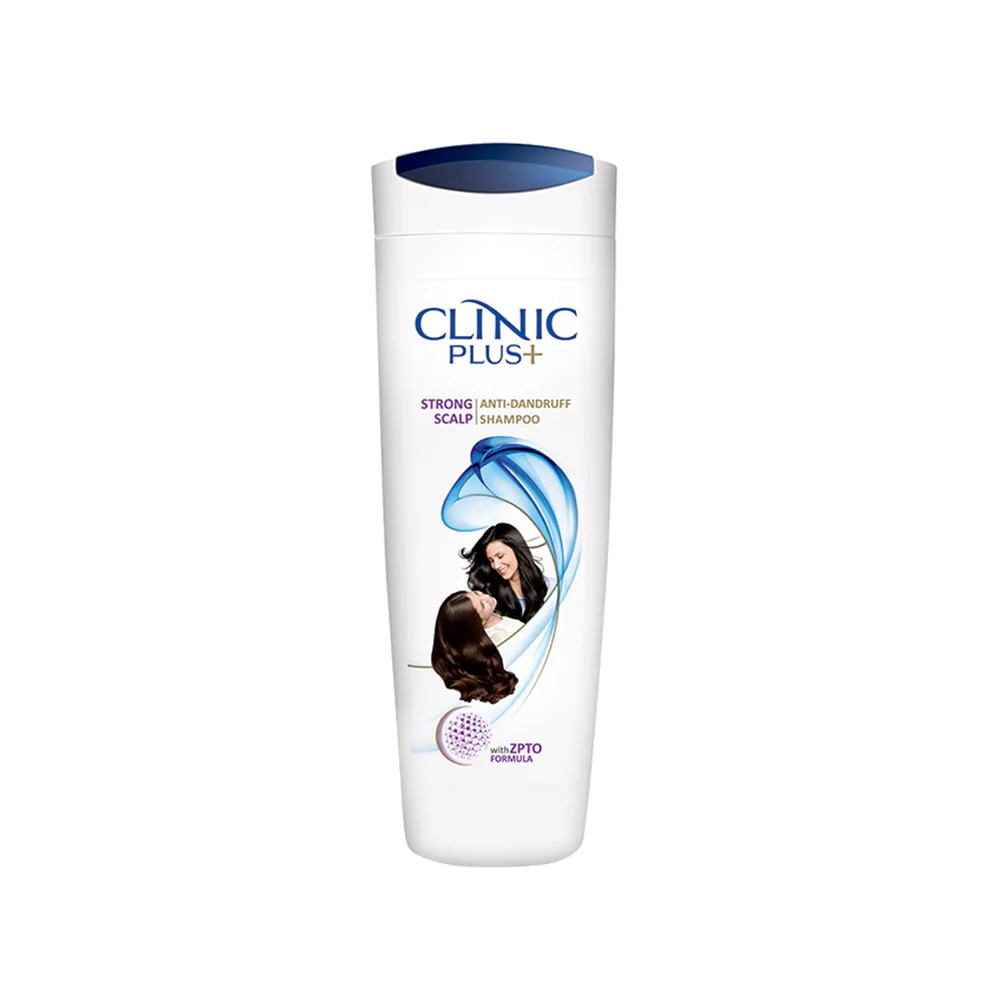 CLINIC
PLUS+
STRONG SCALP
ANTI-DANDRUFF SHAMPOO
with ZPTO
FORMULA